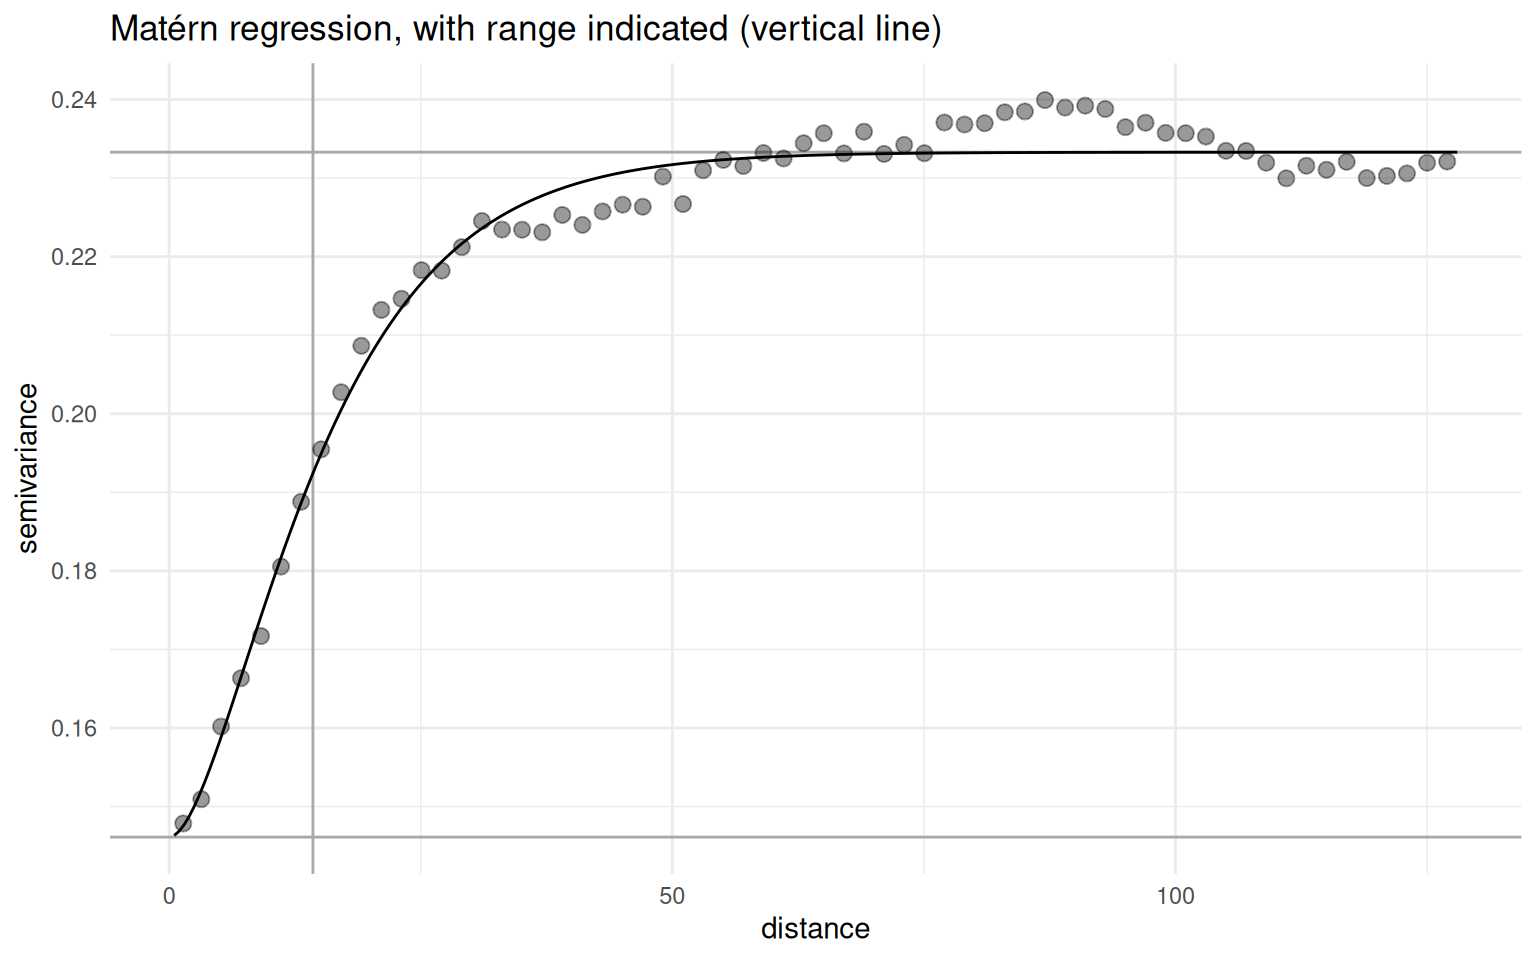 Matérn regression, with range indicated (vertical line)
0.24
0.22
0.20
0.18
0.16
semivariance
0 50 100
distance